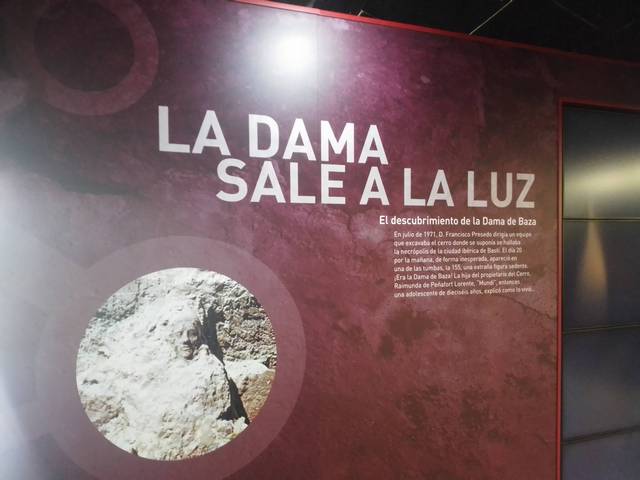 LA DAMA
SALE A LA LUZ
El descubrimiento de la Dama de Baza
En julio de 1971, D. Francisco Presedo dirigía un equipo
que excavaba el cerro donde se suponía se hallaba
la necrópolis de la ciudad ibérica de Basti. El día 20
por la mañana, de forma inesperada, apareció en
una de las tumbas, la 155, una extraña figura sedente.
¡Era la Dama de Baza! La hija del propietario del Cerro,
Raimunda de Peñafort Lorente, "Mundi", entonces
una adolescente de dieciséis años, explicó como lo vivió...